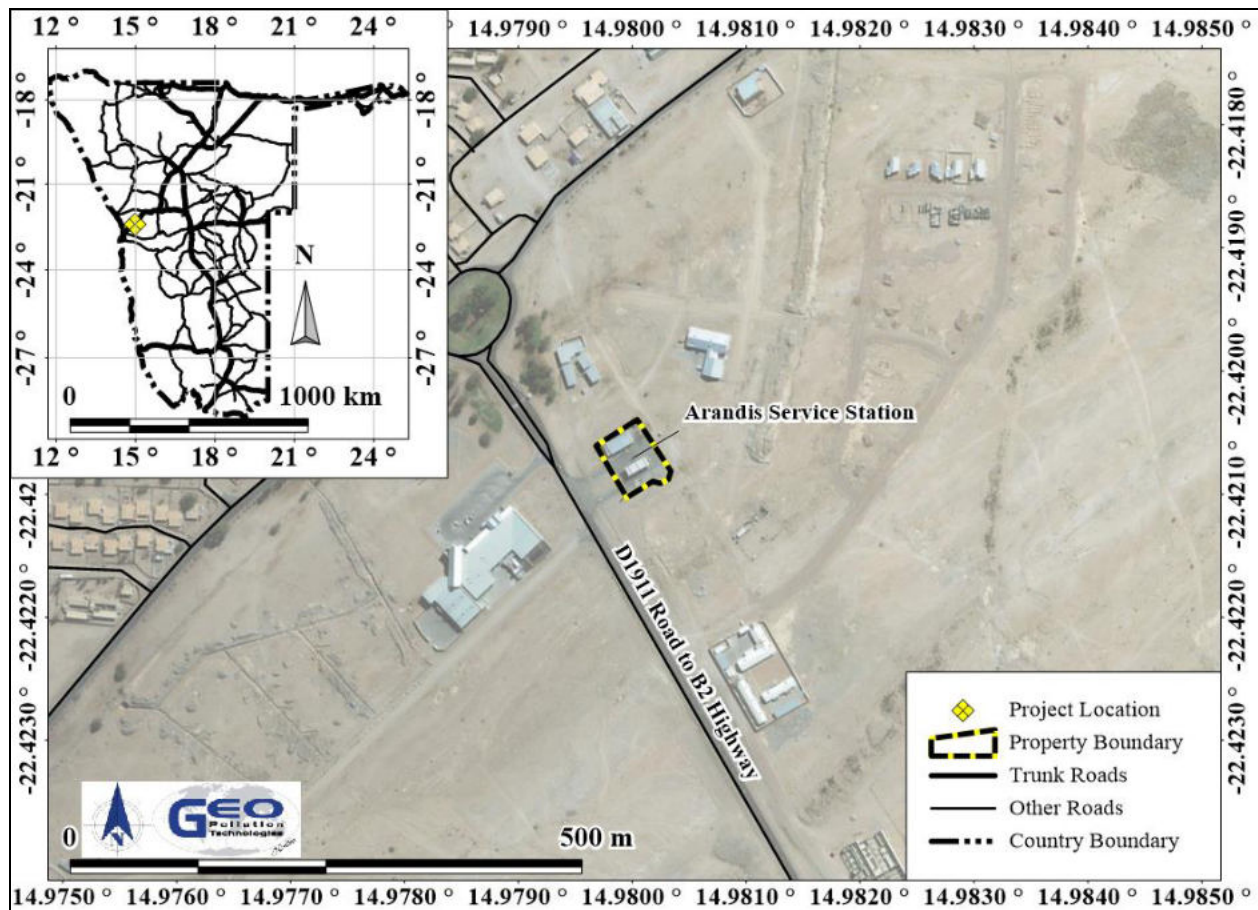 12 ° 15 ° 18 ° 21 ° 24 °
14.9790 ° 14.9800 ° 14.9810 ° 14.9820 ° 14.9830 ° 14.9840 ° 14.9850 °
-18 ° -18 °
-21 ° -21 °
-24 ° -24 °
-27 ° -27 °
N
0 1000 km
12 ° 15 ° 18 ° 21 ° 24 °
-22.4180 °
-22.4190 °
-22.4200 °
Arandis Service Station
-22.42 -22.4210 °
D1911 Road to B2 Highway
-22.4220 ° -22.4220 °
-22.4230 ° -22.4230 °
Project Location
Property Boundary
Trunk Roads
Other Roads
Country Boundary
GEO
Pollution
Technologies
0 500 m
14.9750 ° 14.9760 ° 14.9770 ° 14.9780 ° 14.9790 ° 14.9800 ° 14.9810 ° 14.9820 ° 14.9830 ° 14.9840 ° 14.9850 °